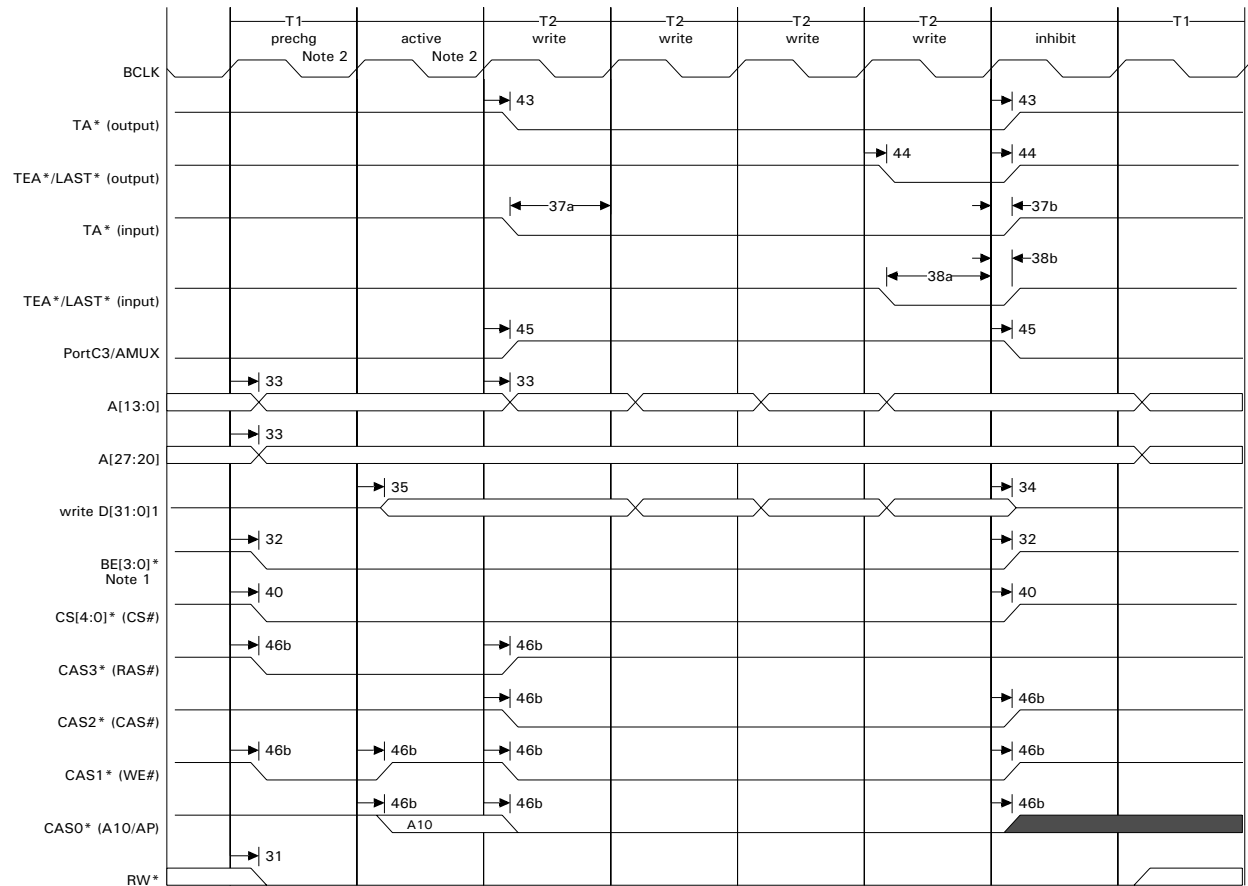 T1 T2 T2 T2 T2 T1
prechg active write write write write inhibit
Note 2 Note 2
BCLK
43 43
TA* (output)
44 44
TEA*/LAST* (output)
37a 37b
TA* (input)
38b
38a
TEA*/LAST* (input)
45 45
PortC3/AMUX
33 33
A[13:0]
33
A[27:20]
35 34
write D[31:0]1
32 32
BE[3:0]*
Note 1
40 40
CS[4:0]* (CS#)
46b 46b
CAS3* (RAS#)
46b 46b
CAS2* (CAS#)
46b 46b 46b 46b
CAS1* (WE#)
46b 46b 46b
CAS0* (A10/AP) A10
31
RW*